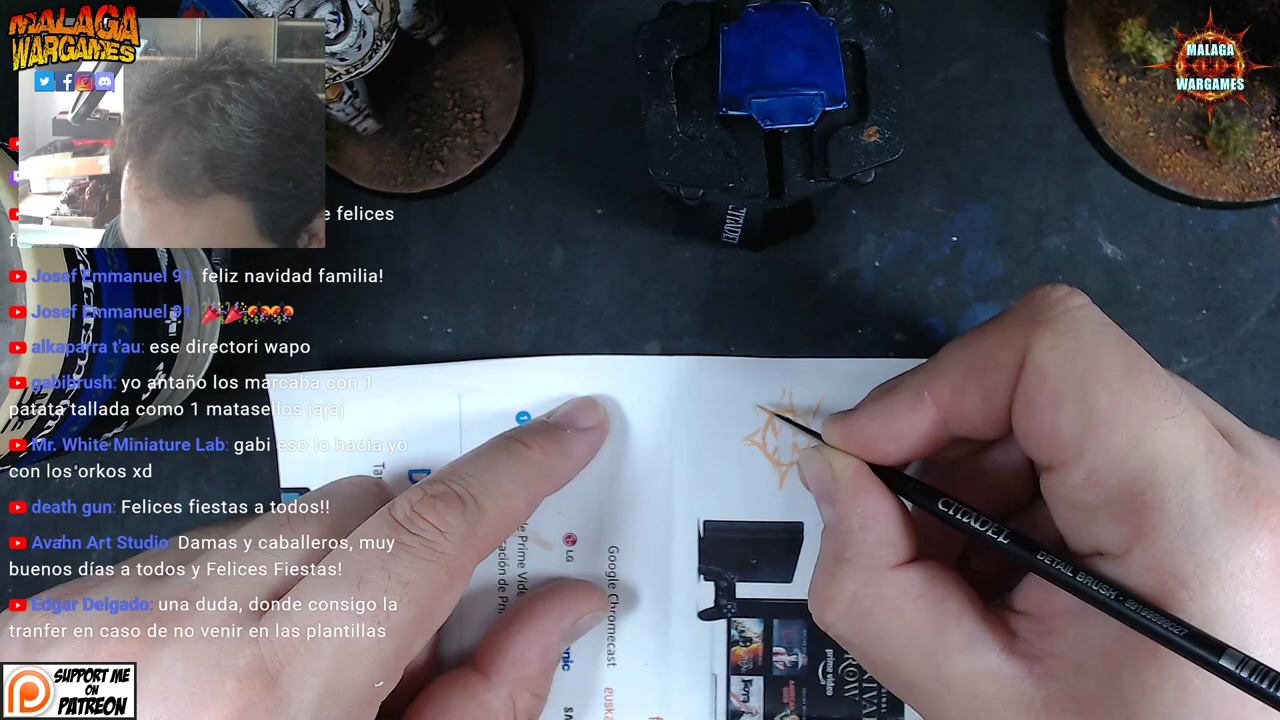 MALAGA
WARGAMES
MALAGA
WARGAMES
CITADEL
e felices
Josef Emmanuel 91: feliz navidad familia!
Josef Emmanuel 91:
alkaparra t'au: ese directori wapo
gabibrush: yo antaño los marcaba con 1
patata tallada como 1 matasellos jajaj
Mr. White Miniature Lab: gabi eso lo hacia yo
con los orkos xd
death gun: Felices fiestas a todos!!
Avahn Art Studio: Damas y caballeros, muy
buenos días a todos y Felices Fiestas!
Edgar Delgado: una duda, donde consigo la
tranfer en caso de no venir en las plantillas
SUPPORT ME
ON
PATREON
LG
Google Chromecast
prime video
CITADEL DETAIL BRUSH